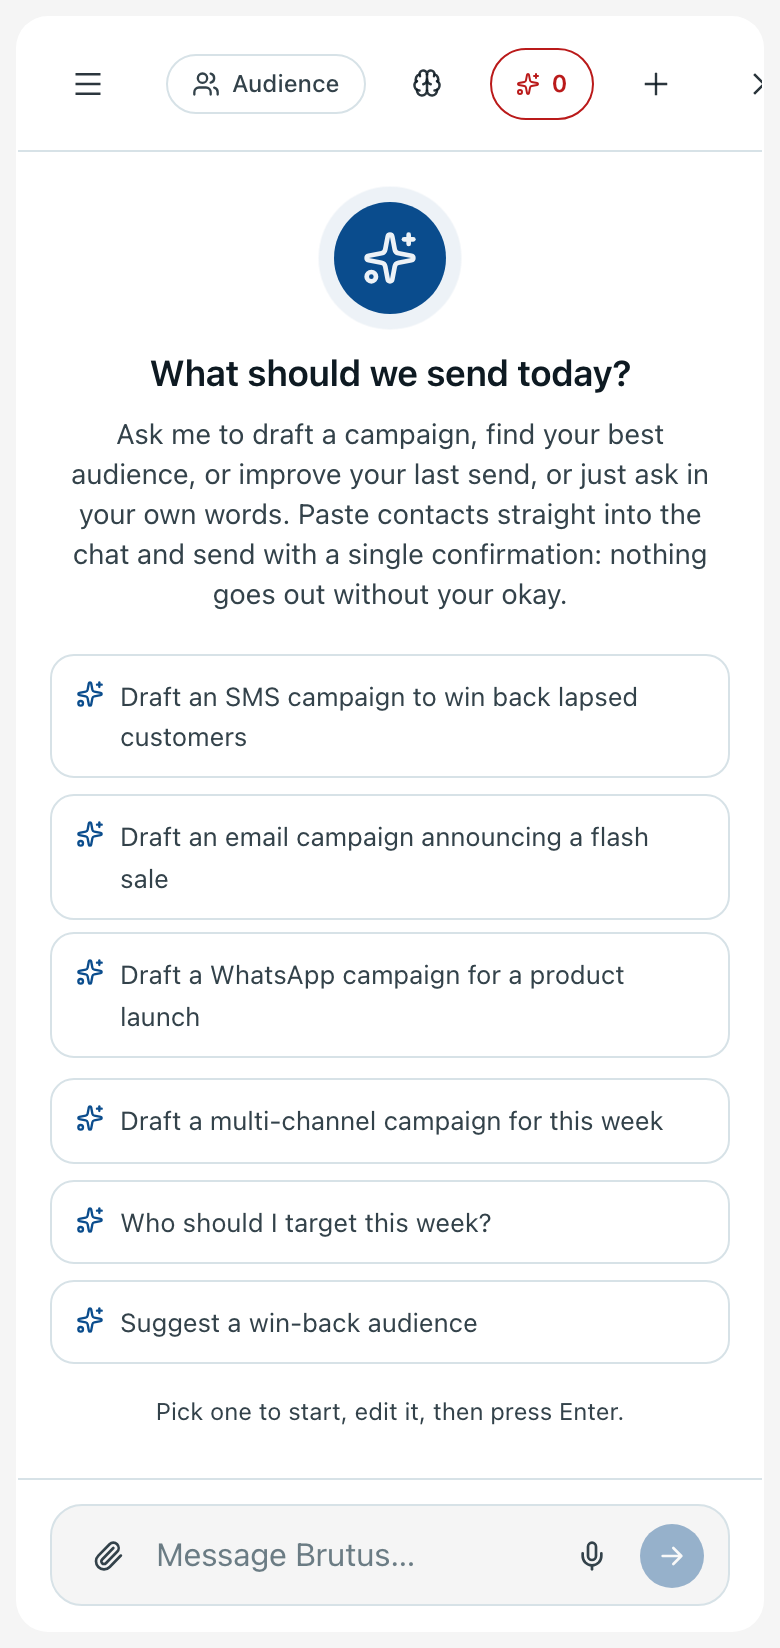 Audience
0
What should we send today?
Ask me to draft a campaign, find your best
audience, or improve your last send, or just ask in
your own words. Paste contacts straight into the
chat and send with a single confirmation: nothing
goes out without your okay.
Draft an SMS campaign to win back lapsed
customers
Draft an email campaign announcing a flash
sale
Draft a WhatsApp campaign for a product
launch
Draft a multi-channel campaign for this week
Who should I target this week?
Suggest a win-back audience
Pick one to start, edit it, then press Enter.
Message Brutus...